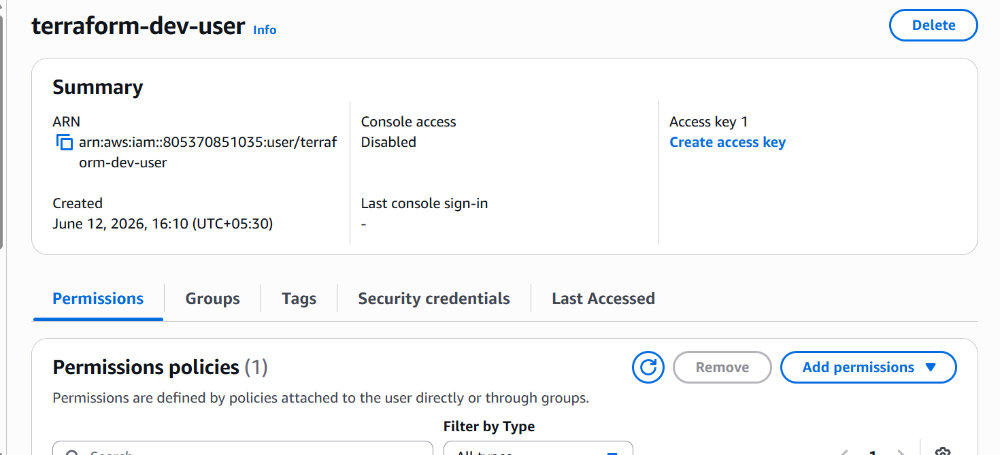 terraform-dev-user Info
Delete
Summary
ARN
arn:aws:iam::805370851035:user/terraf
orm-dev-user
Created
June 12, 2026, 16:10 (UTC+05:30)
Console access
Disabled
Last console sign-in
-
Access key 1
Create access key
Permissions
Groups
Tags
Security credentials
Last Accessed
Permissions policies (1)
Remove
Add permissions
Permissions are defined by policies attached to the user directly or through groups.
Filter by Type
Search
All types
1